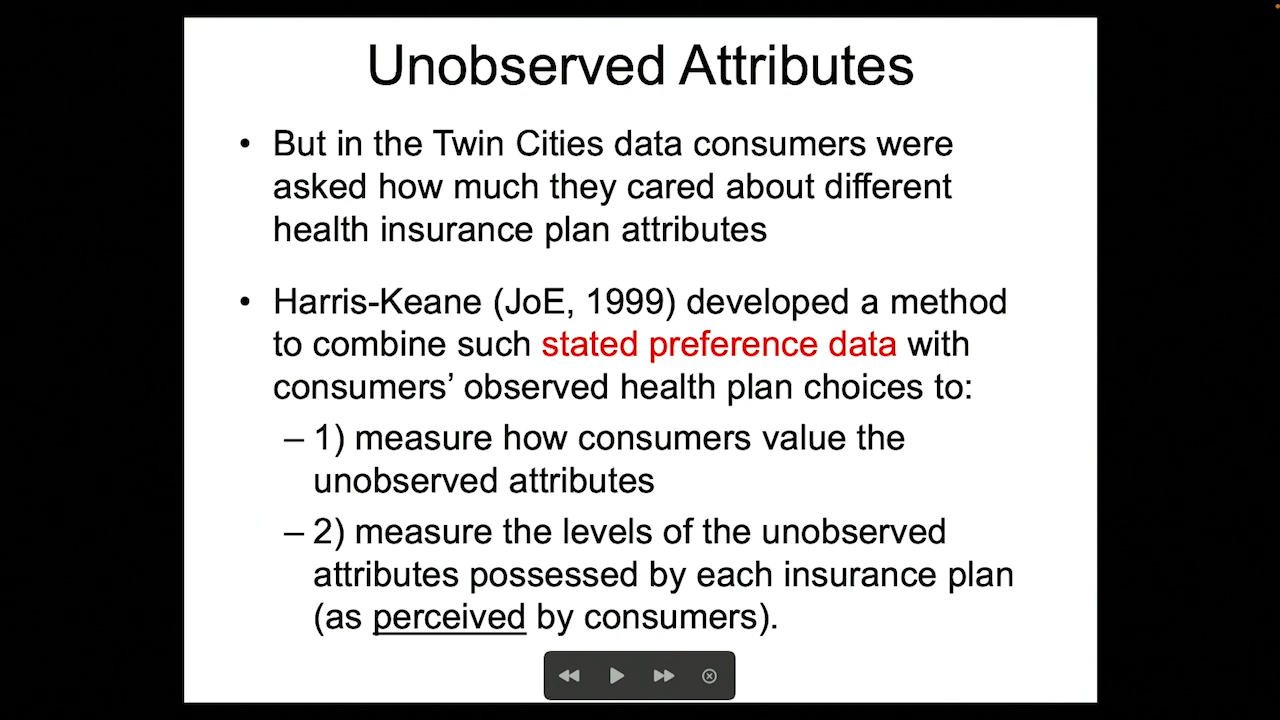 Unobserved Attributes
• But in the Twin Cities data consumers were
asked how much they cared about different
health insurance plan attributes
• Harris-Keane (JoE, 1999) developed a method
to combine such stated preference data with
consumers’ observed health plan choices to:
– 1) measure how consumers value the
unobserved attributes
– 2) measure the levels of the unobserved
attributes possessed by each insurance plan
(as perceived by consumers).